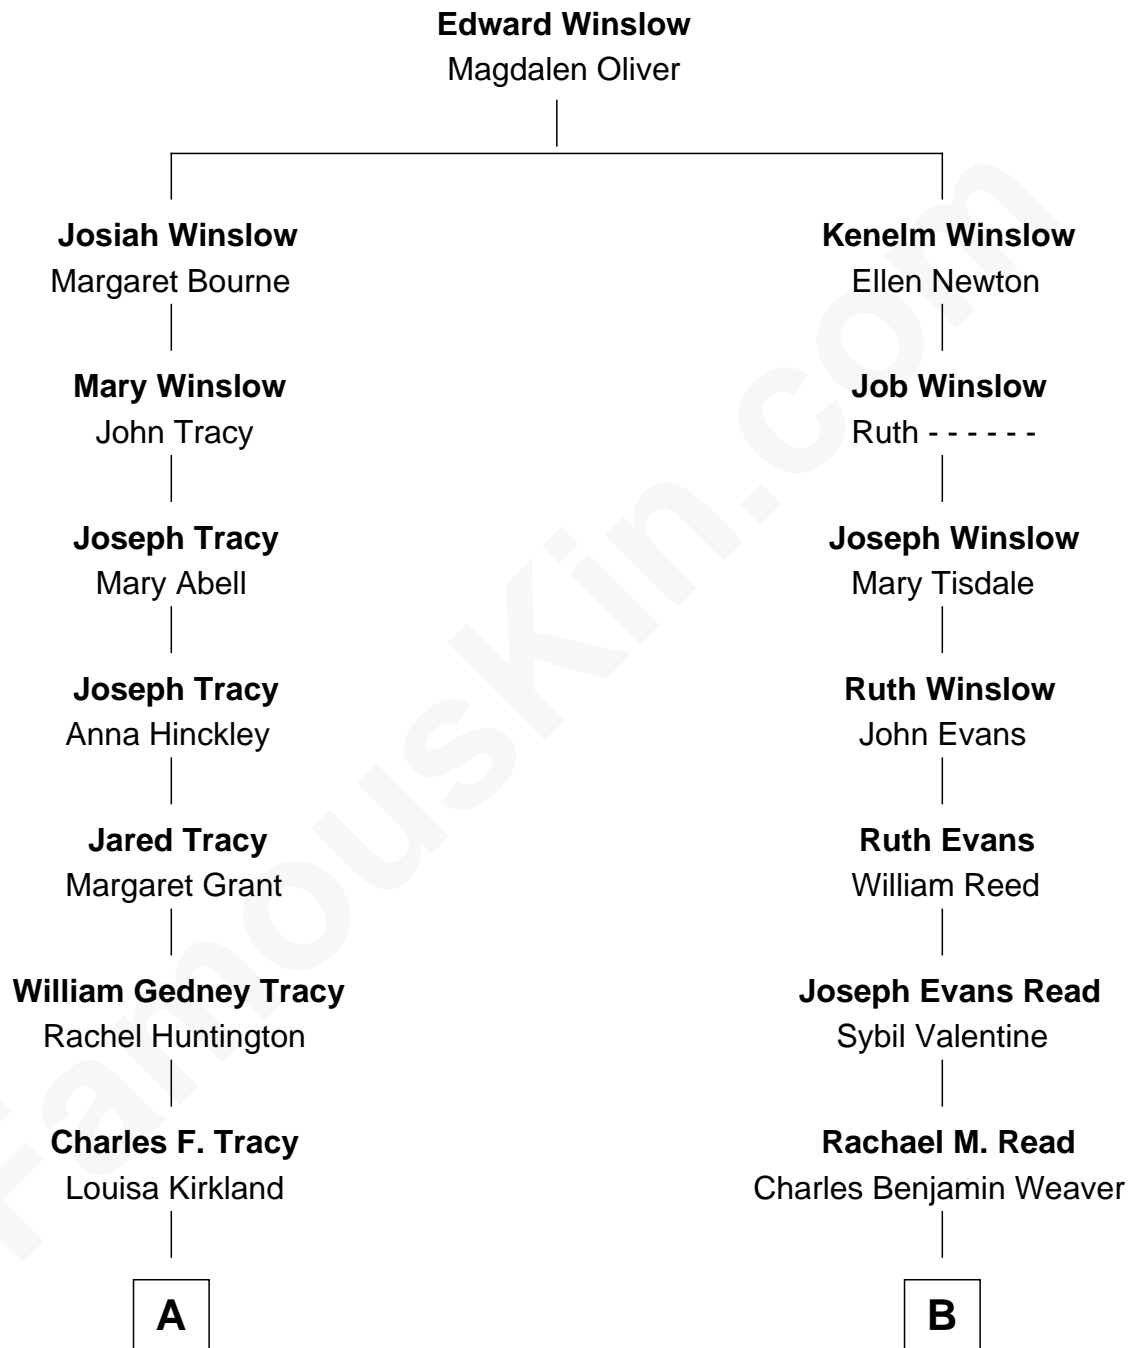 Edward Winslow
Magdalen Oliver
Josiah Winslow
Margaret Bourne
Kenelm Winslow
Ellen Newton
Mary Winslow
John Tracy
Job Winslow
Ruth - - - - - -
Joseph Tracy
Mary Abell
Joseph Winslow
Mary Tisdale
Joseph Tracy
Anna Hinckley
Ruth Winslow
John Evans
Jared Tracy
Margaret Grant
Ruth Evans
William Reed
William Gedney Tracy
Rachel Huntington
Joseph Evans Read
Sybil Valentine
Charles F. Tracy
Louisa Kirkland
Rachael M. Read
Charles Benjamin Weaver
A
B
FamousKin.com